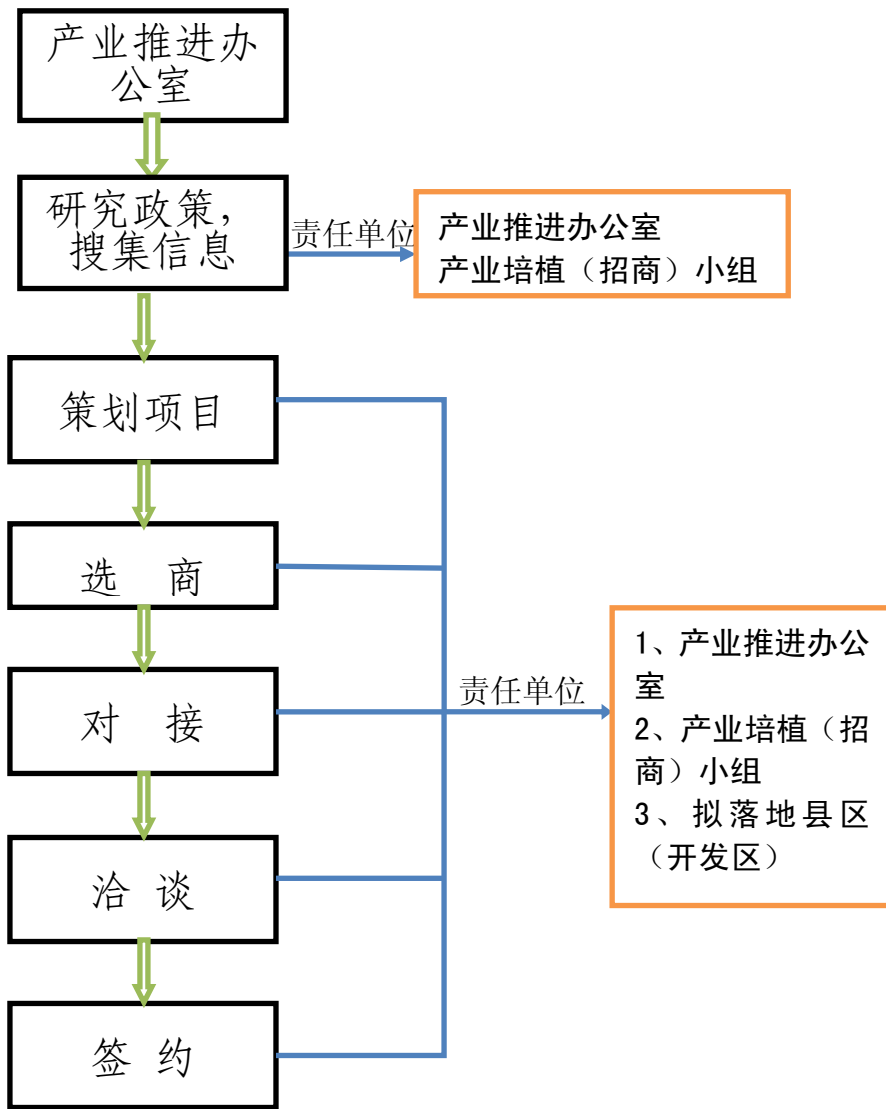 产业推进办
公室
研究政策，
搜集信息
责任单位
产业推进办公室
产业培植（招商）小组
策划项目
选 商
对 接
责任单位
1、产业推进办公
室
2、产业培植（招
商）小组
3、拟落地县区
（开发区）
洽 谈
签 约